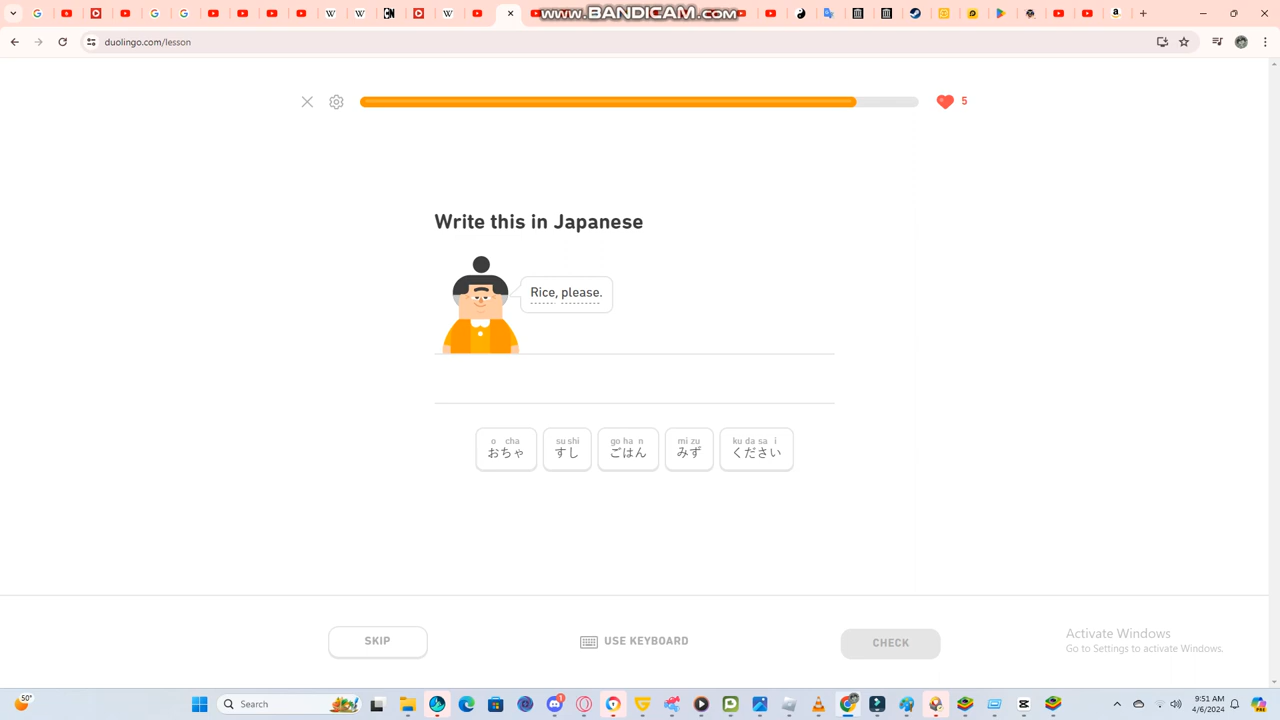 www.BANDICAM.com
duolingo.com/lesson
5
Write this in Japanese
Rice, please.
o cha su shi go ha n mi zu ku da sa i
おちゃ すし ごはん みず ください
SKIP
USE KEYBOARD
CHECK
Activate Windows
Go to Settings to activate Windows.
50°
Search
1
9:51 AM
4/6/2024